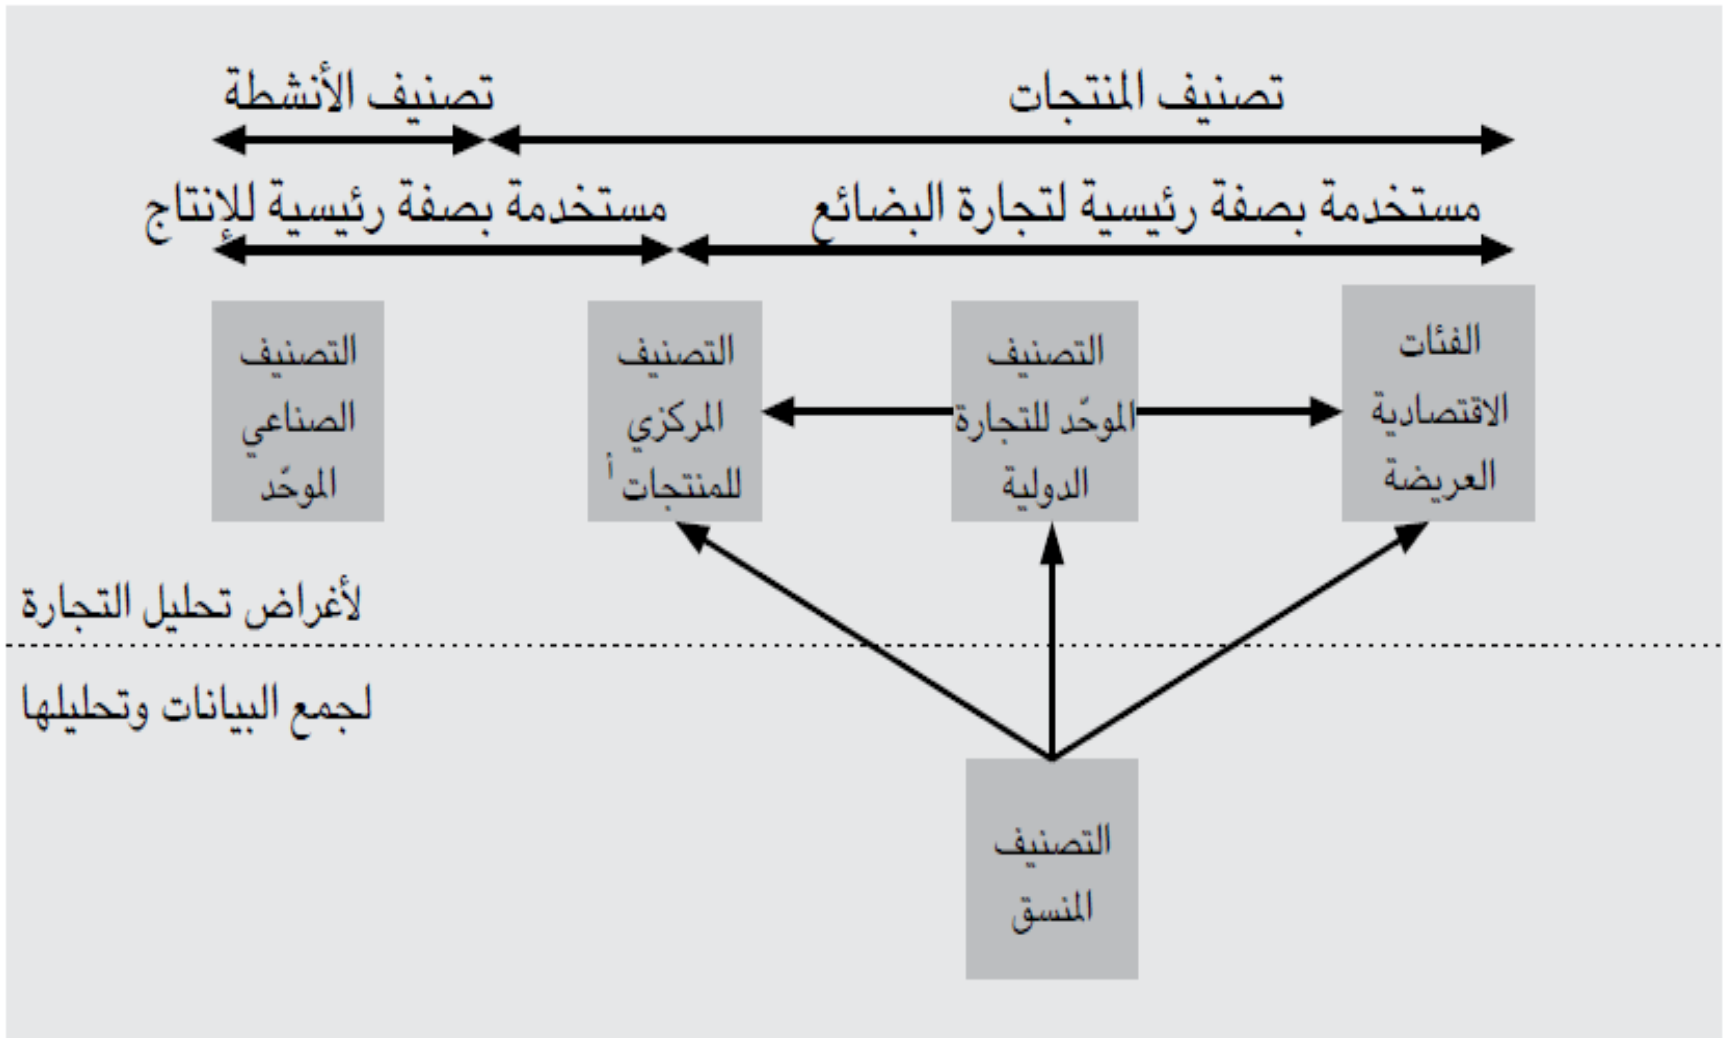 تصنيف المنتجات
تصنيف الأنشطة
مستخدمة بصفة رئيسية لتجارة البضائع
مستخدمة بصفة رئيسية للإنتاج
الفئات
الاقتصادية
العريضة
التصنيف
الموحّد للتجارة
الدولية
التصنيف
المركزي
للمنتجات أ
التصنيف
الصناعي
الموحّد
لأغراض تحليل التجارة
لجمع البيانات وتحليلها
التصنيف
المنسق